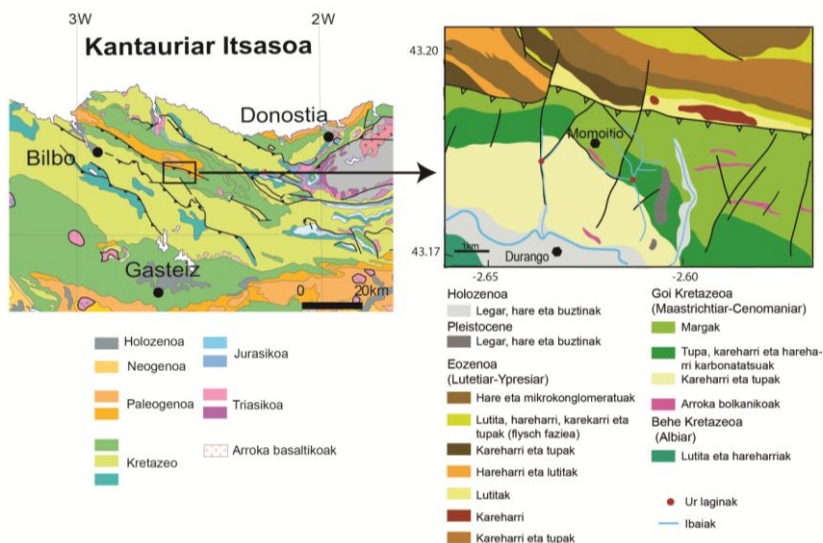 3W
2W
Kantauriar Itsasoa
Donostia
Bilbo
Gasteiz
0
20km
Holozenoa
Neogenoa
Paleogenoa
Kretazeo
Jurasikoa
Triasikoa
Arroka basaltikoak
43.20
Momoitio
43.17
1km
Durango
-2.65
-2.60
Holozenoa
Legar, hare eta buztinak
Pleistocene
Legar, hare eta buztinak
Eozenoa
(Lutetiar-Ypresiar)
Hare eta mikrokonglomeratuak
Lutita, hareharri, karekarri eta
tupak (flysch faziea)
Kareharri eta tupak
Hareharri eta lutitak
Lutitak
Kareharri
Kareharri eta tupak
Goi Kretazeoa
(Maastrichtiar-Cenomaniar)
Margak
Tupa, kareharri eta hareha-
rri karbonatatsuak
Kareharri eta tupak
Arroka bolkanikoak
Behe Kretazeoa
(Albiar)
Lutita eta hareharriak
Ur laginak
Ibaiak